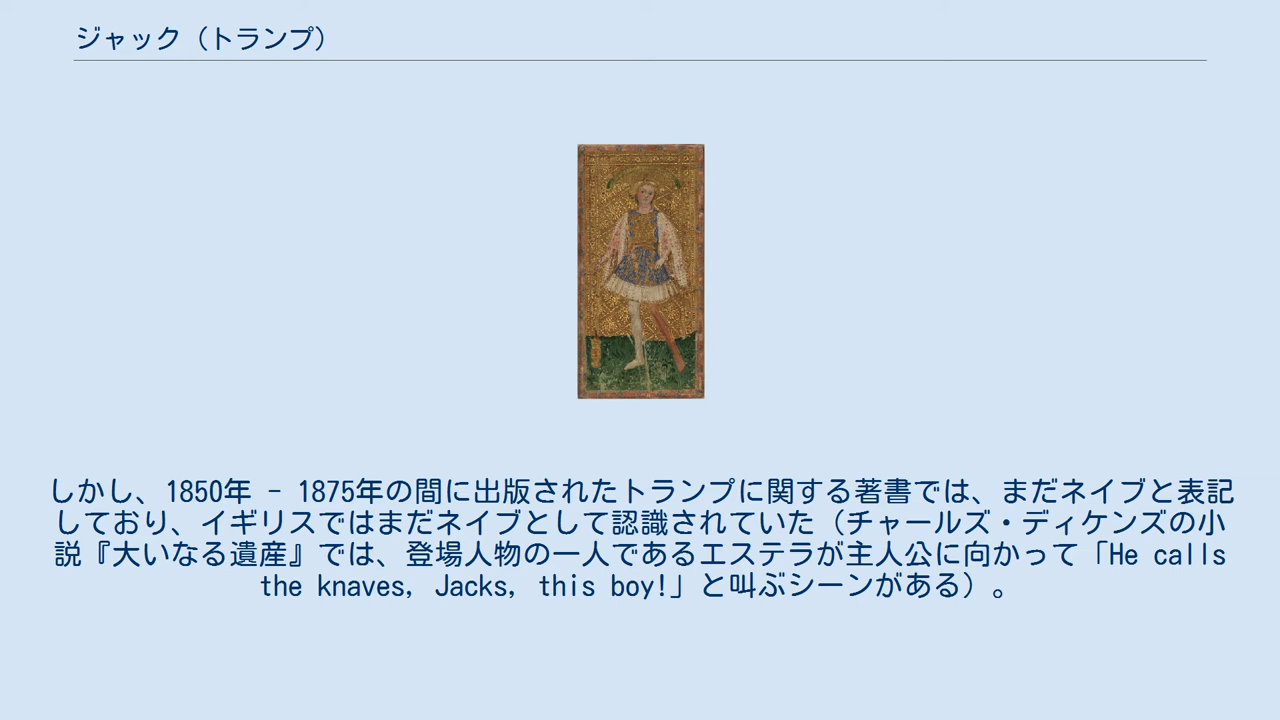 ジャック（トランプ）
しかし、1850年 - 1875年の間に出版されたトランプに関する著書では、まだネイブと表記
しており、イギリスではまだネイブとして認識されていた（チャールズ・ディケンズの小
説『大いなる遺産』では、登場人物の一人であるエステラが主人公に向かって「He calls
the knaves, Jacks, this boy!」と叫ぶシーンがある）。